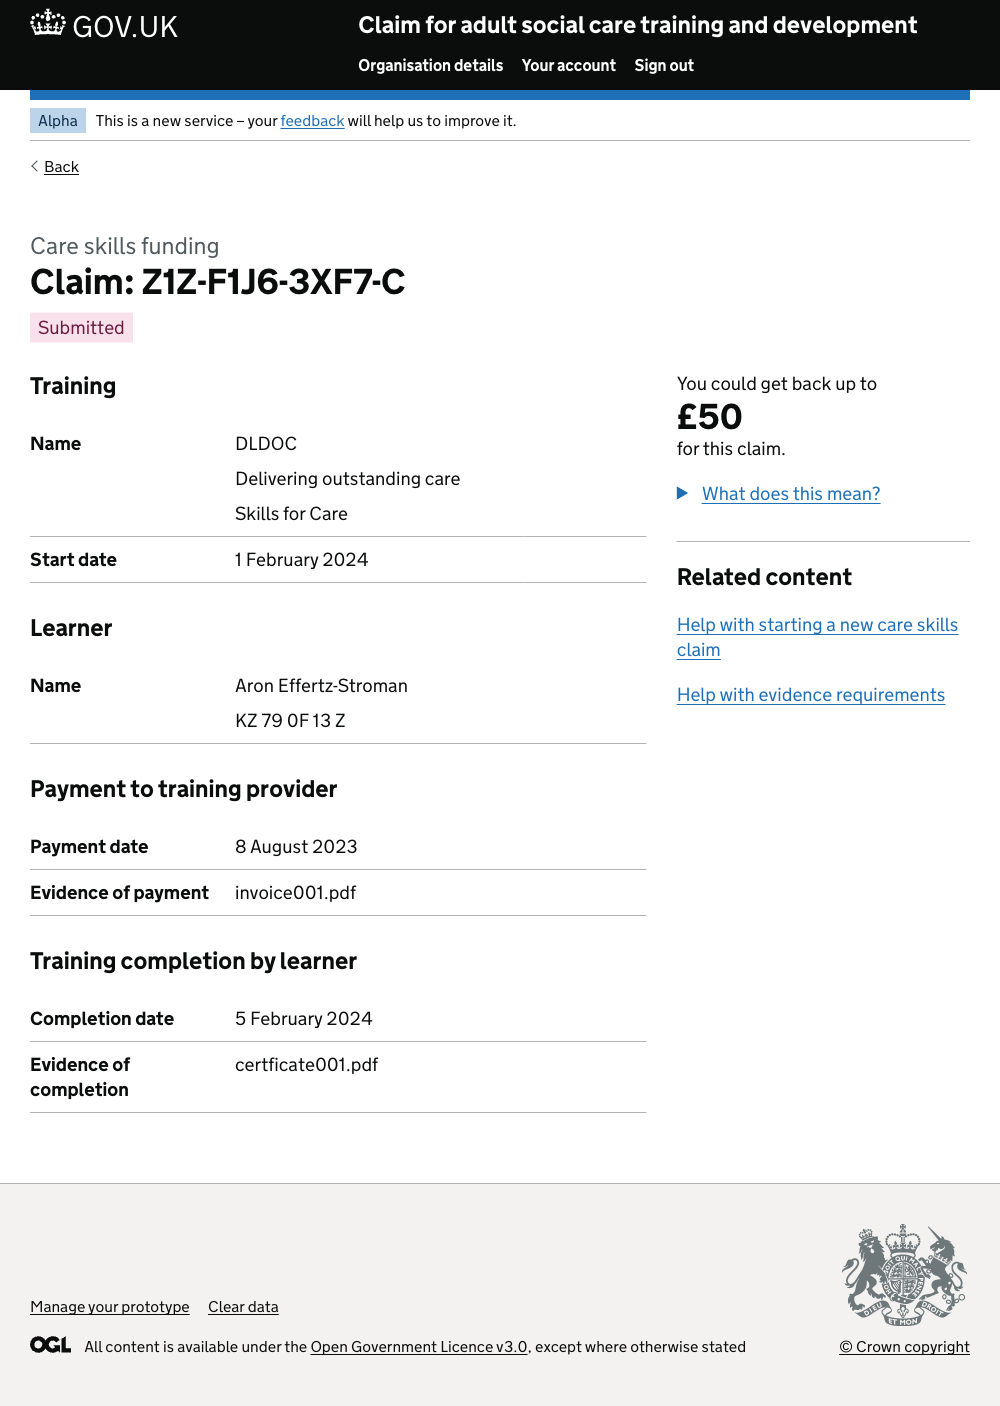 GOV.UK
Claim for adult social care training and development
Organisation details Your account Sign out
Alpha This is a new service – your feedback will help us to improve it.
Back
Care skills funding
Claim: Z1Z-F1J6-3XF7-C
Submitted
Training
Name DLDOC
Delivering outstanding care
Skills for Care
Start date 1 February 2024
Learner
Name Aron Effertz-Stroman
KZ 79 0F 13 Z
Payment to training provider
Payment date 8 August 2023
Evidence of payment invoice001.pdf
Training completion by learner
Completion date 5 February 2024
Evidence of certficate001.pdf
completion
You could get back up to
£50
for this claim.
What does this mean?
Related content
Help with starting a new care skills
claim
Help with evidence requirements
Manage your prototype Clear data
OGL All content is available under the Open Government Licence v3.0, except where otherwise stated
DIEU ET MON DROIT
© Crown copyright